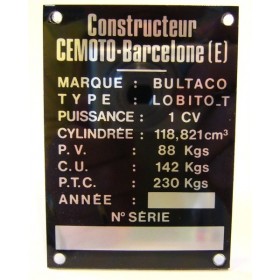 Constructeur
CEMOTO-Barcelone (E)
MARQUE : BULTACO
TYPE : LOBITO_T
PUISSANCE : 1 CV
CYLINDRÉE : 118,821cm³
P. V. : 88 Kgs
C. U. : 142 Kgs
P.T.C. : 230 Kgs
ANNÉE :
N° SÉRIE